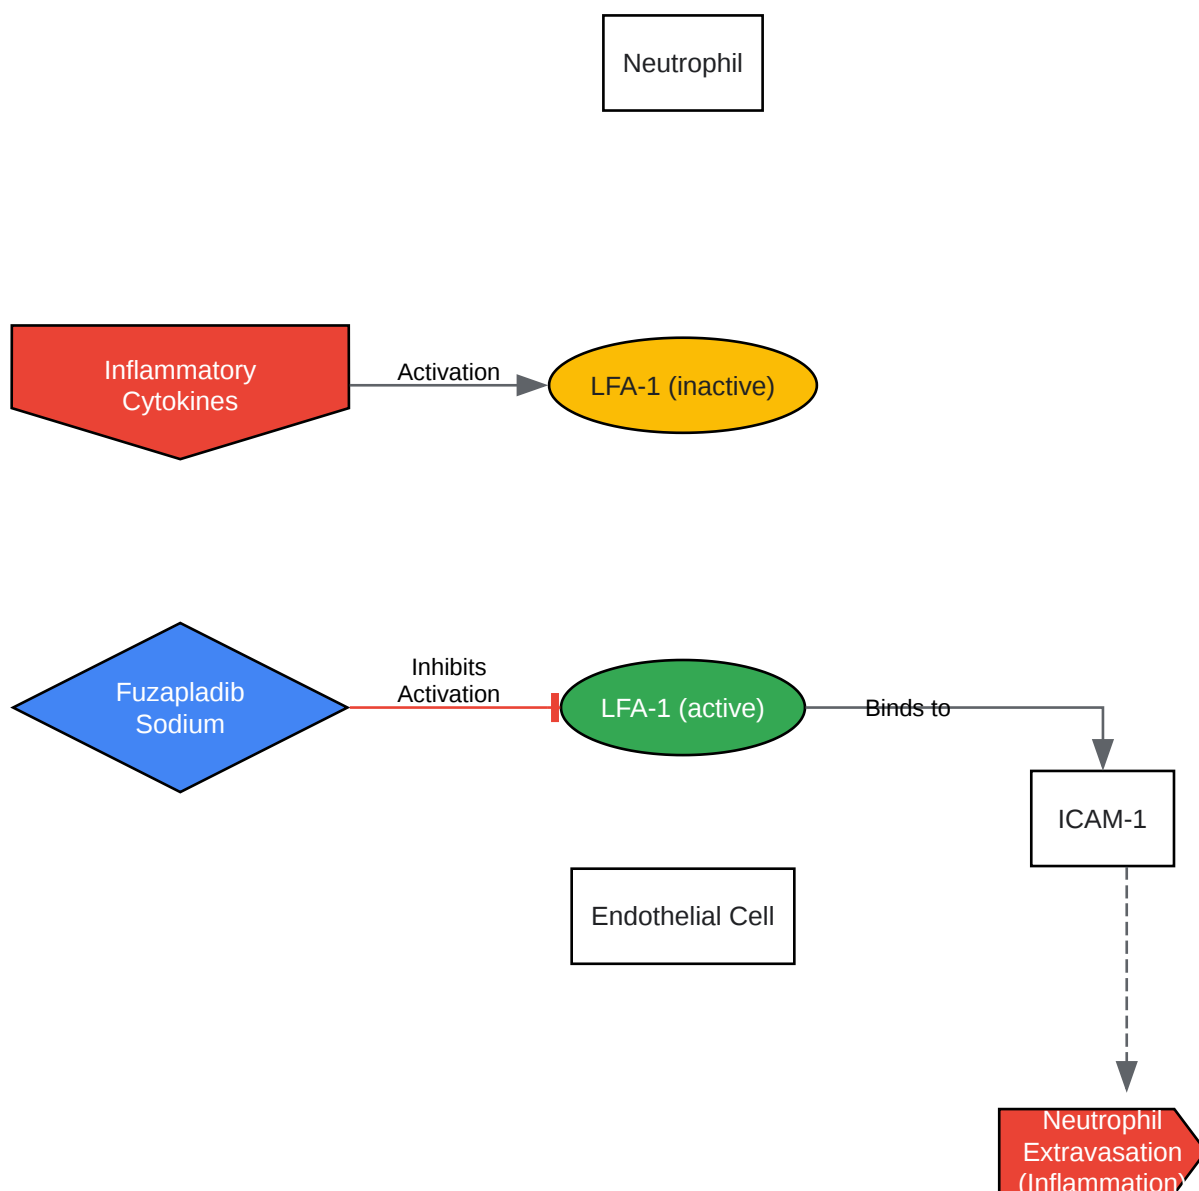 Neutrophil
Inflammatory
Cytokines
Activation
LFA-1 (inactive)
Fuzapladib
Sodium
Inhibits
Activation
LFA-1 (active)
Binds to
ICAM-1
Endothelial Cell
Neutrophil
Extravasation
(Inflammation)